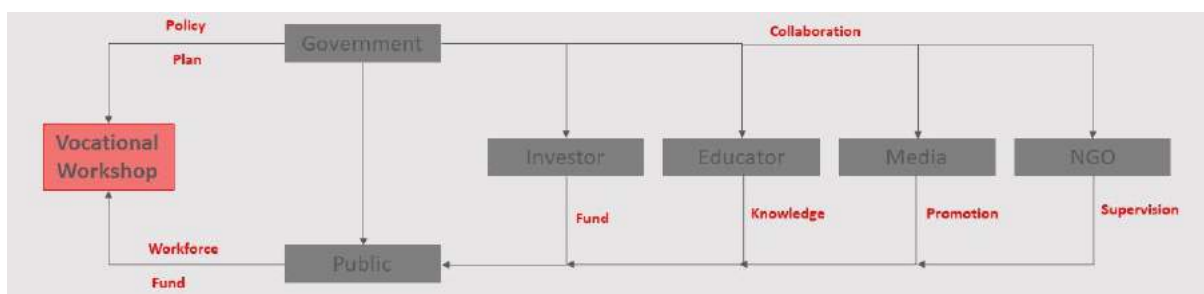 Policy
Government
Collaboration
Plan
Vocational
Workshop
Investor
Educator
Media
NGO
Fund
Knowledge
Promotion
Supervision
Workforce
Public
Fund